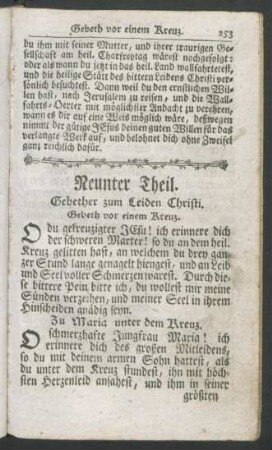 Gebeth vor einem Kreuz. 253
du ihm mit seiner Mutter, und ihrer traurigen Ge-
sellschaft am heil. Charfreytag wärest nachgefolgt:
oder als wann du jetzt in das heil. Land wallfahrtetest,
und die heilige Stätt des bittern Leidens Christi per-
sönlich besuchtest. Dann weil du den ernstlichen Wil-
len hast, nach Jerusalem zu reisen, und die Wall-
fahrts-Oerter mit möglichster Andacht zu verehren,
wann es dir auf eine Weis möglich wäre, deßwegen
nimmt der gütige JEsus deinen guten Willen für das
verlangte Werk auf, und belohnet dich ohne Zweifel
ganz reichlich dafür.
Neunter Theil.
Gebether zum Leiden Christi.
Gebeth vor einem Kreuz.
O du gekreuzigter JEsu! ich erinnere dich
der schweren Marter! so du an dem heil.
Kreuz gelitten hast, an welchem du drey gan-
zer Stund lange genagelt hiengest, und an Leib
und Seel voller Schmerzen warest. Durch die-
se bittere Pein bitte ich, du wollest mir meine
Sünden verzeihen, und meiner Seel in ihrem
Hinscheiden gnädig seyn.
Zu Maria unter dem Kreuz.
O schmerzhafte Jungfrau Maria! ich
erinnere dich des großen Mitleidens,
so du mit deinem armen Sohn hattest, als
du unter dem Kreuz stundest, ihn mit höch-
sten Herzenleid ansahest, und ihm in seiner
größten